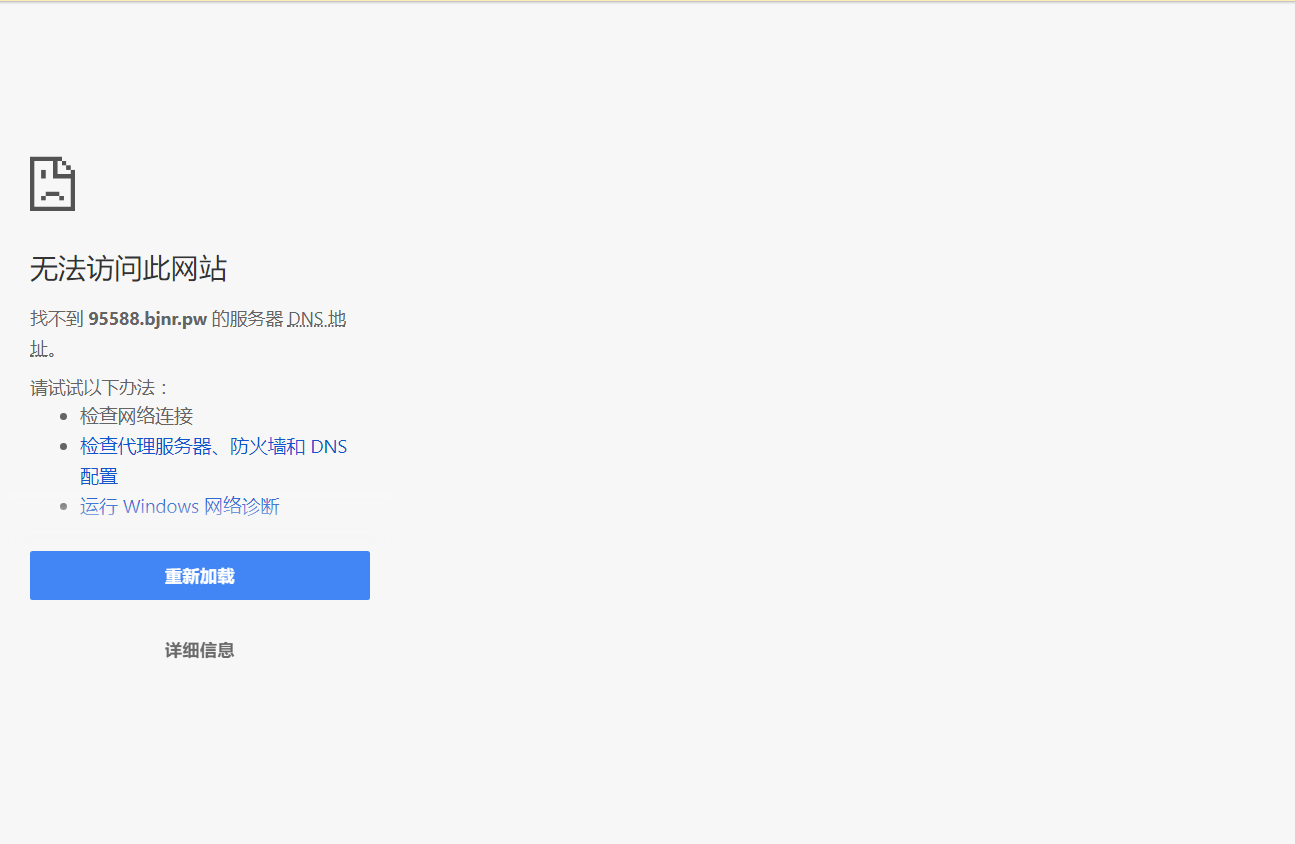 无法访问此网站
找不到 95588.bjnr.pw 的服务器 DNS 地
址。
请试试以下办法：
检查网络连接
检查代理服务器、防火墙和 DNS
配置
运行 Windows 网络诊断
重新加载
详细信息